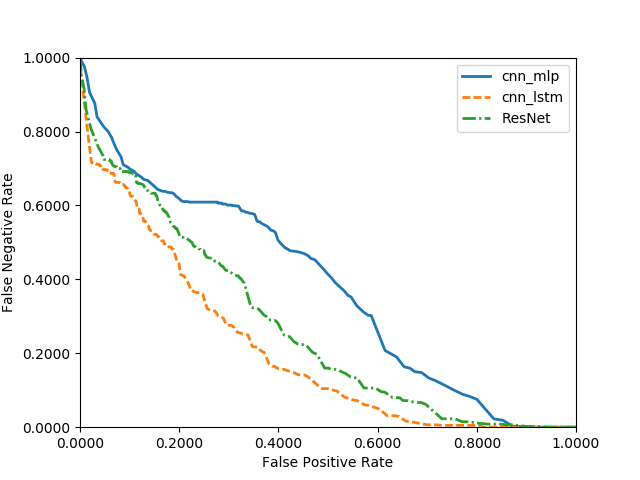 1.0000
0.8000
0.6000
0.4000
0.2000
0.0000
False Negative Rate
cnn_mlp
cnn_lstm
ResNet
0.0000 0.2000 0.4000 0.6000 0.8000 1.0000
False Positive Rate